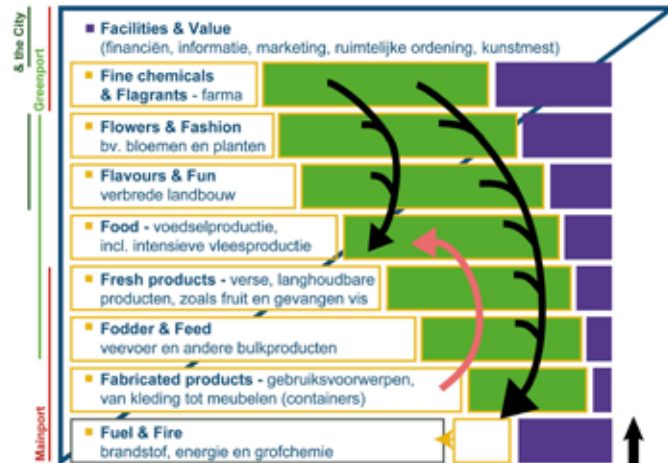 & the City
Greenport
Mainport
Facilities & Value
(financiën, informatie, marketing, ruimtelijke ordening, kunstmest)
Fine chemicals
& Flagrants - farma
Flowers & Fashion
bv. bloemen en planten
Flavours & Fun
verbrede landbouw
Food - voedselproductie,
incl. intensieve vleesproductie
Fresh products - verse, langhoudbare
producten, zoals fruit en gevangen vis
Fodder & Feed
veevoer en andere bulkproducten
Fabricated products - gebruiksvoorwerpen,
van kleding tot meubelen (containers)
Fuel & Fire
brandstof, energie en grofchemie